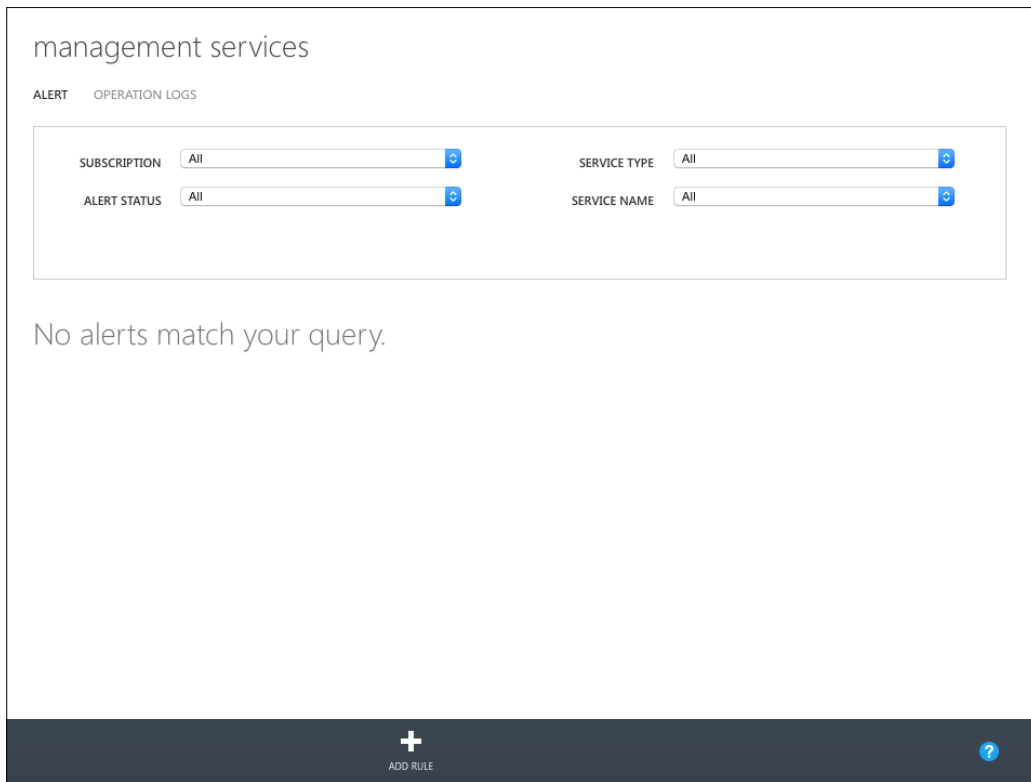 management services
ALERT OPERATION LOGS
SUBSCRIPTION All SERVICE TYPE All
ALERT STATUS All SERVICE NAME All
No alerts match your query.
ADD RULE
?